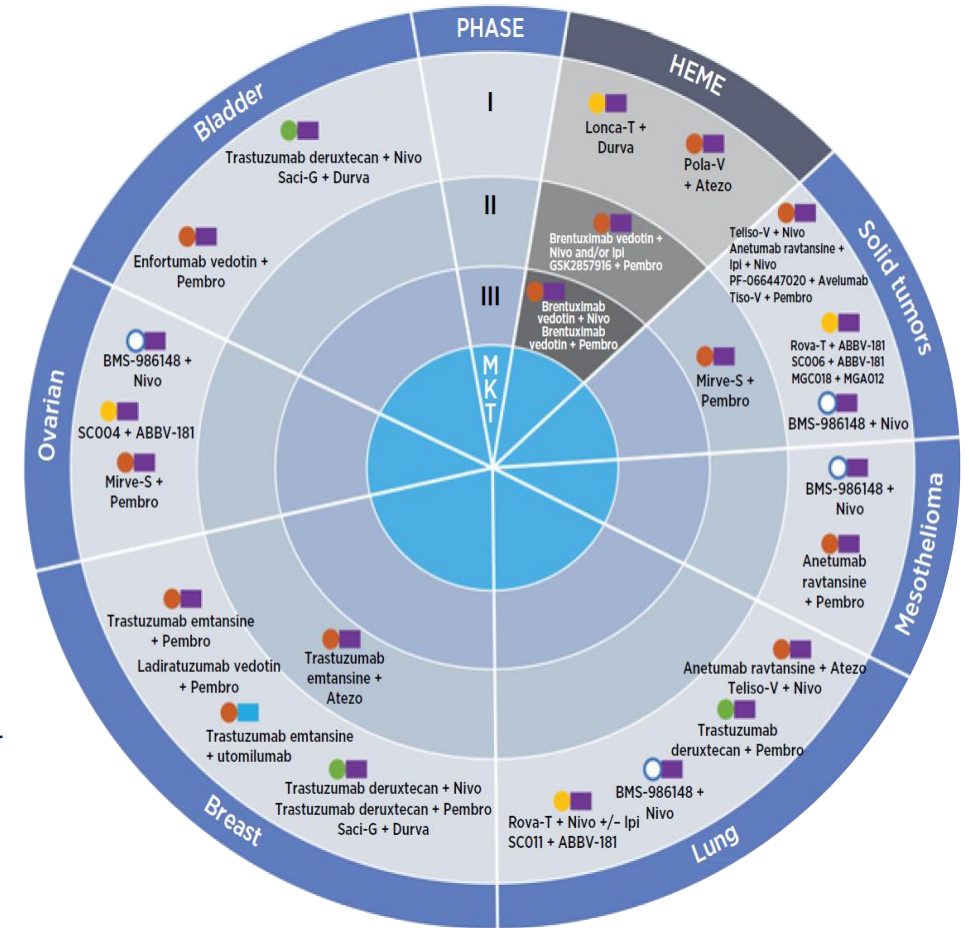 PHASE
I
II
III
M
K
T
HEME
Lonca-T +
Durva
Pola-V
+ Atezo
Brentuximab vedotin +
Nivo and/or Ipi
GSK2857916 + Pembro
Brentuximab
vedotin + Nivo
Brentuximab
vedotin + Pembro
Solid tumors
Teliso-V + Nivo
Anetumab ravtansine +
Ipi + Nivo
PF-066447020 + Avelumab
Tiso-V + Pembro
Rova-T + ABBV-181
SC006 + ABBV-181
MGC018 + MGA012
BMS-986148 + Nivo
Mirve-S +
Pembro
Mesothelioma
BMS-986148 +
Nivo
Anetumab
ravtansine
+ Pembro
Lung
Anetumab ravtansine + Atezo
Teliso-V + Nivo
Trastuzumab
deruxtecan + Pembro
BMS-986148 +
Nivo
Rova-T + Nivo +/− Ipi
SC011 + ABBV-181
Breast
Trastuzumab emtansine
+ Pembro
Ladiratuzumab vedotin
+ Pembro
Trastuzumab emtansine
+ utomilumab
Trastuzumab deruxtecan + Nivo
Trastuzumab deruxtecan + Pembro
Saci-G + Durva
Trastuzumab
emtansine +
Atezo
Ovarian
BMS-986148 +
Nivo
SC004 + ABBV-181
Mirve-S +
Pembro
Bladder
Trastuzumab deruxtecan + Nivo
Saci-G + Durva
Enfortumab vedotin +
Pembro